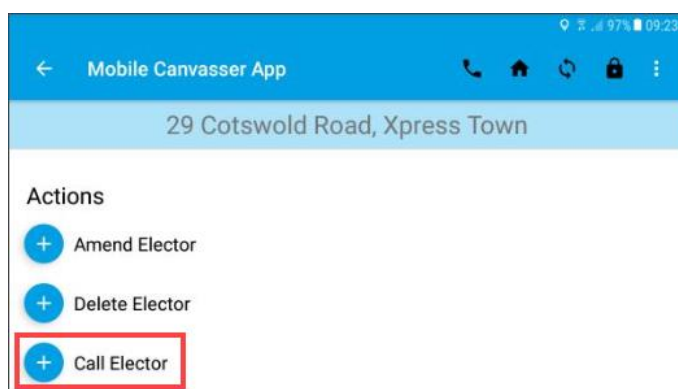 97% 09:23
Mobile Canvasser App
29 Cotswold Road, Xpress Town
Actions
Amend Elector
Delete Elector
Call Elector